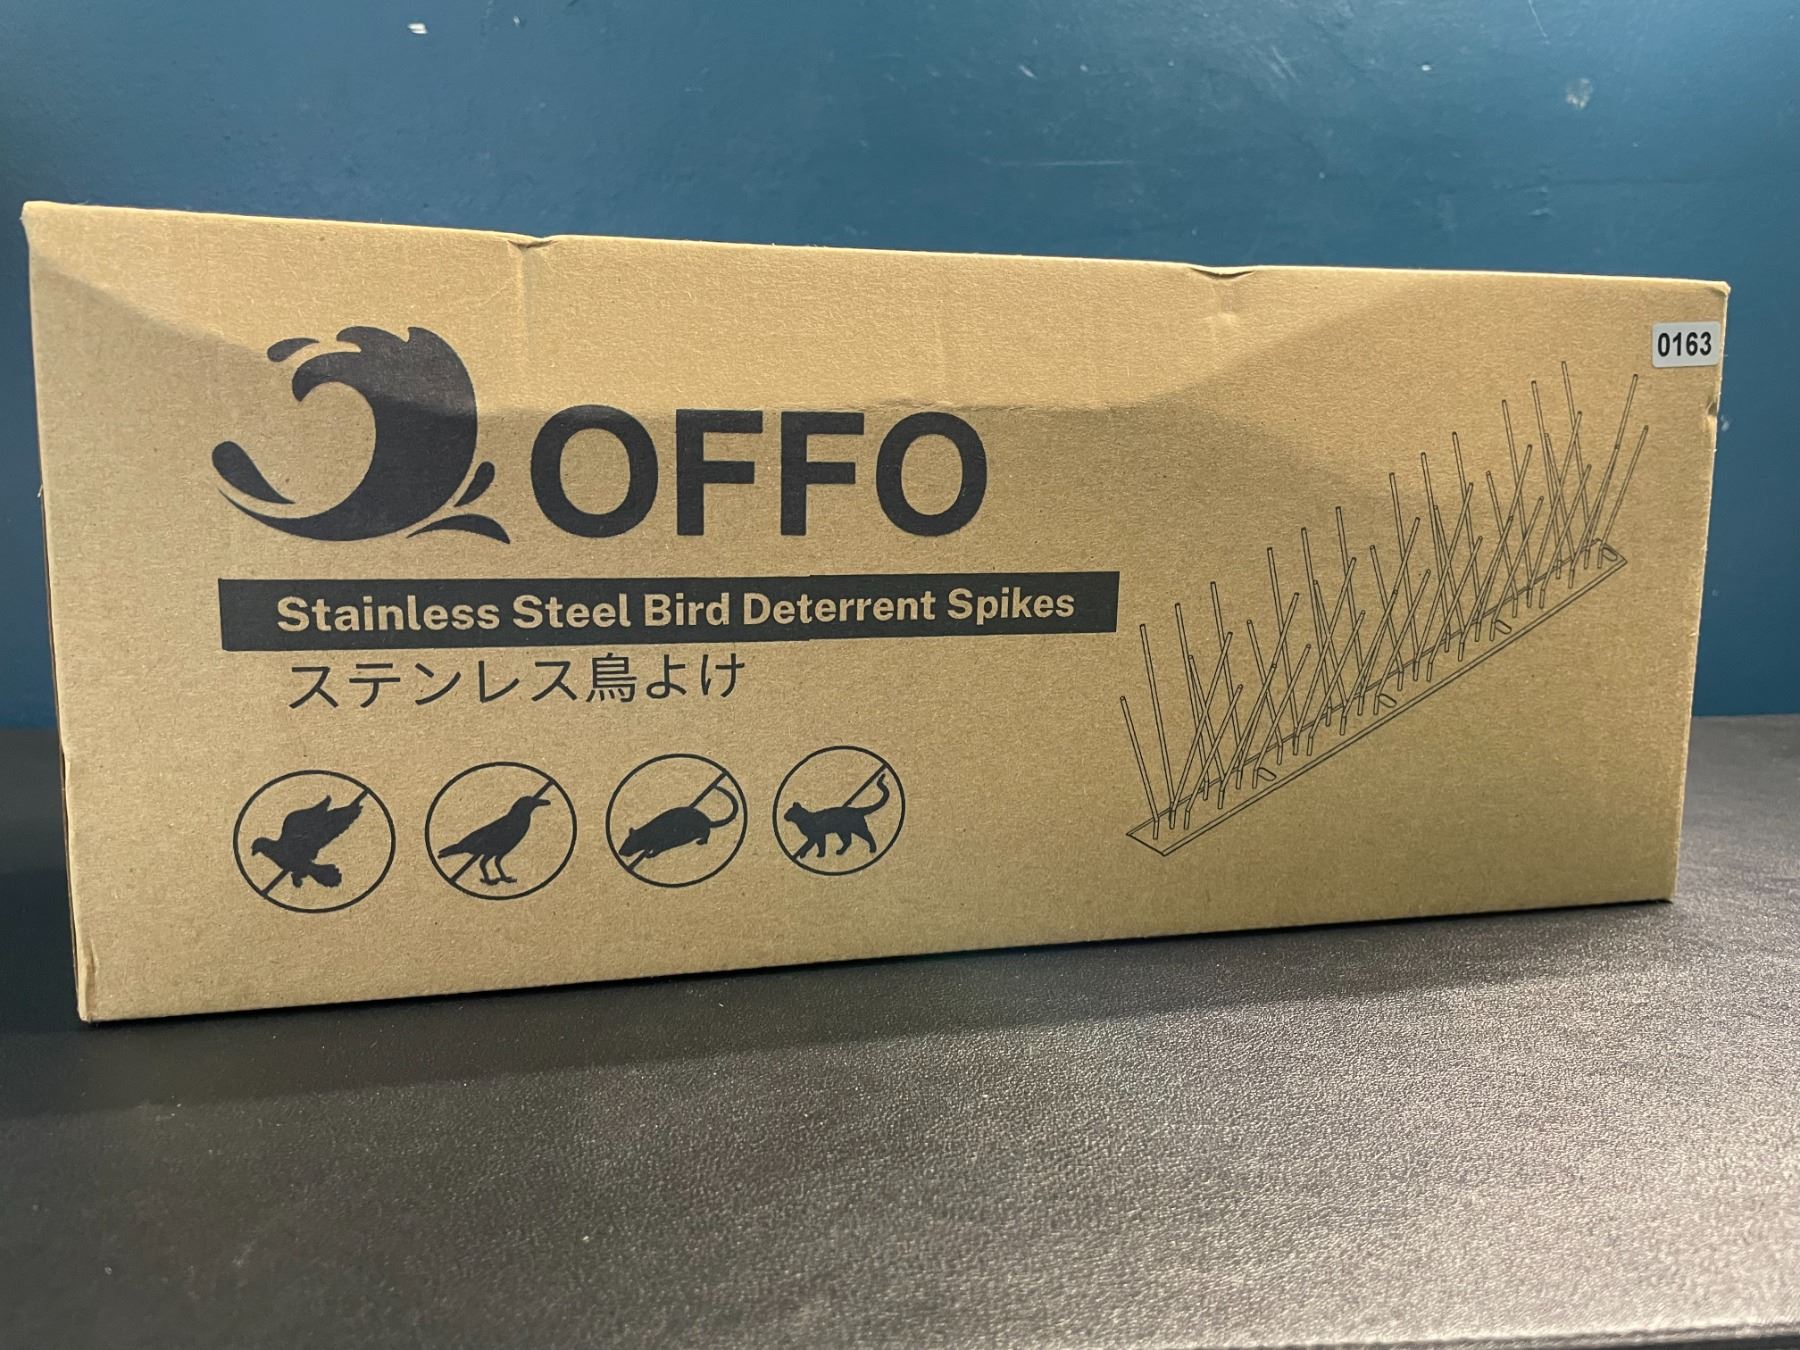 0163
OFFO
Stainless Steel Bird Deterrent Spikes
ステンレス鳥よけ